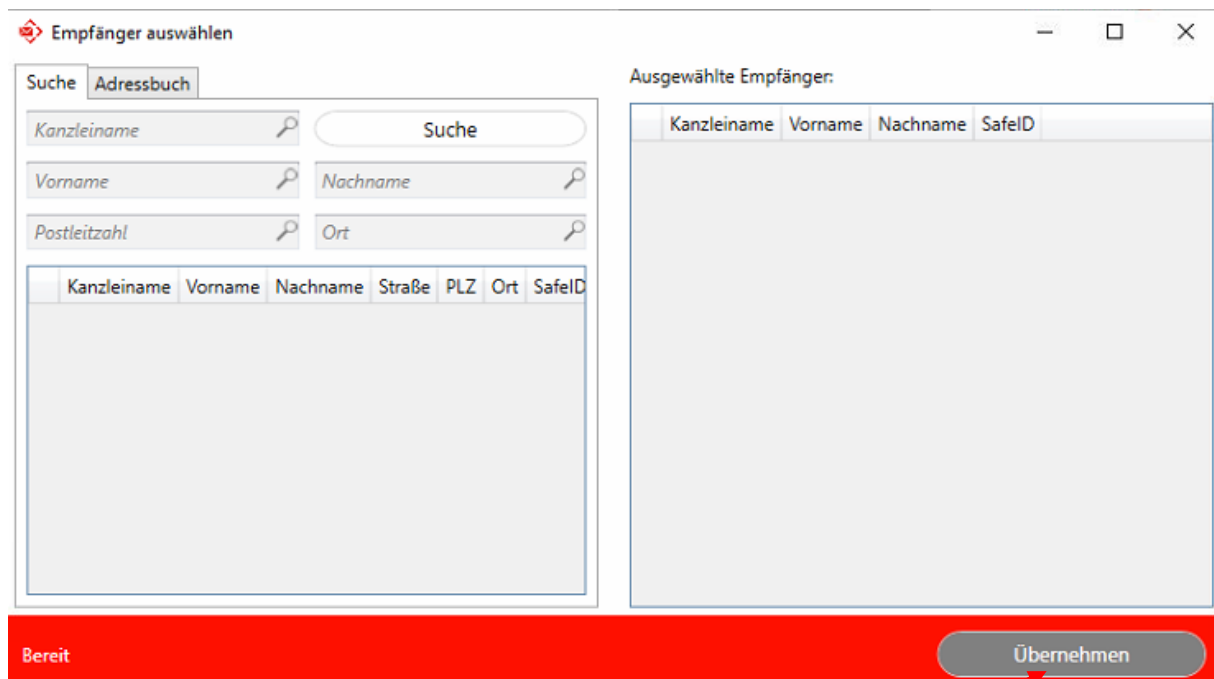 Empfänger auswählen
Suche Adressbuch
Kanzleiname Suche
Vorname Nachname
Postleitzahl Ort
Kanzleiname Vorname Nachname Straße PLZ Ort SafeID
Ausgewählte Empfänger:
Kanzleiname Vorname Nachname SafeID
Bereit Übernehmen